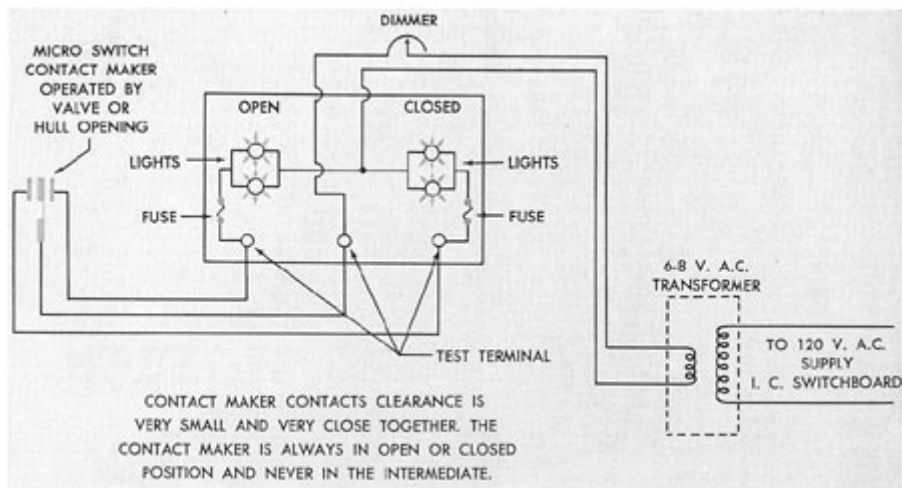 DIMMER
MICRO SWITCH
CONTACT MAKER
OPERATED BY
VALVE OR
HULL OPENING
OPEN
CLOSED
LIGHTS
LIGHTS
FUSE
FUSE
6-8 V. A.C.
TRANSFORMER
TO 120 V. A.C.
SUPPLY
I. C. SWITCHBOARD
TEST TERMINAL
CONTACT MAKER CONTACTS CLEARANCE IS
VERY SMALL AND VERY CLOSE TOGETHER. THE
CONTACT MAKER IS ALWAYS IN OPEN OR CLOSED
POSITION AND NEVER IN THE INTERMEDIATE.